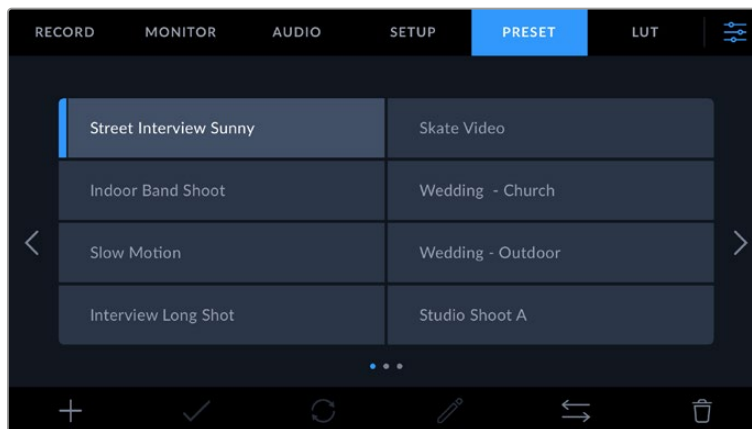 RECORD MONITOR AUDIO SETUP PRESET LUT
Street Interview Sunny
Skate Video
Indoor Band Shoot
Wedding - Church
Slow Motion
Wedding - Outdoor
Interview Long Shot
Studio Shoot A